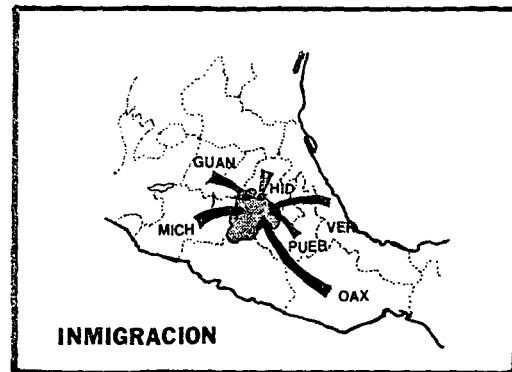 GUAN
HID
MICH
VER
PUEB
OAX
INMIGRACION